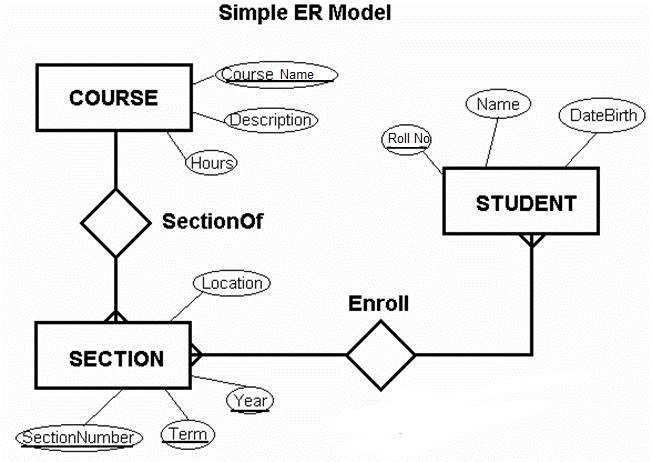 Simple ER Model
COURSE
Course Name
Description
Hours
Name
DateBirth
Roll No
STUDENT
SectionOf
Location
Enroll
SECTION
Year
SectionNumber
Term